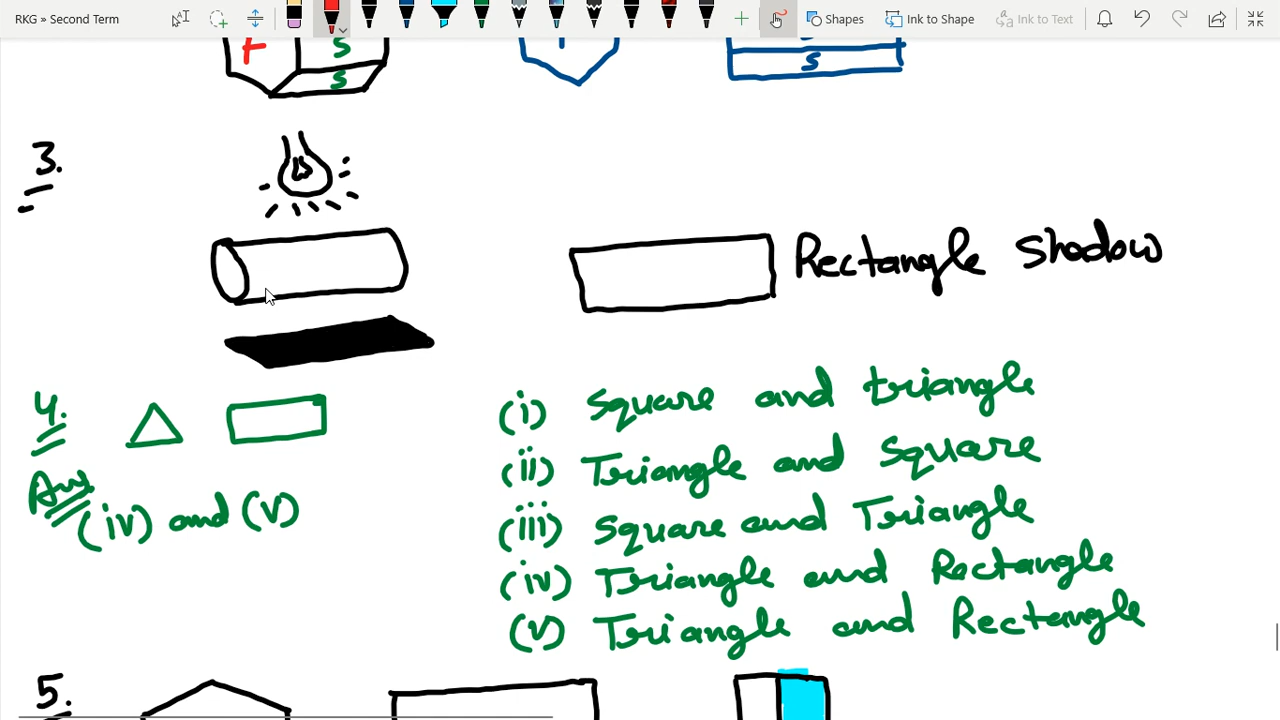 RKG » Second Term
Shapes
Ink to Shape
Ink to Text
F
S
S
S
3.
Rectangle Shadow
4.
(i) Square and triangle
(ii) Triangle and Square
(iii) Square and Triangle
Ans
(iv) and (v)
(iv) Triangle and Rectangle
(v) Triangle and Rectangle
5.